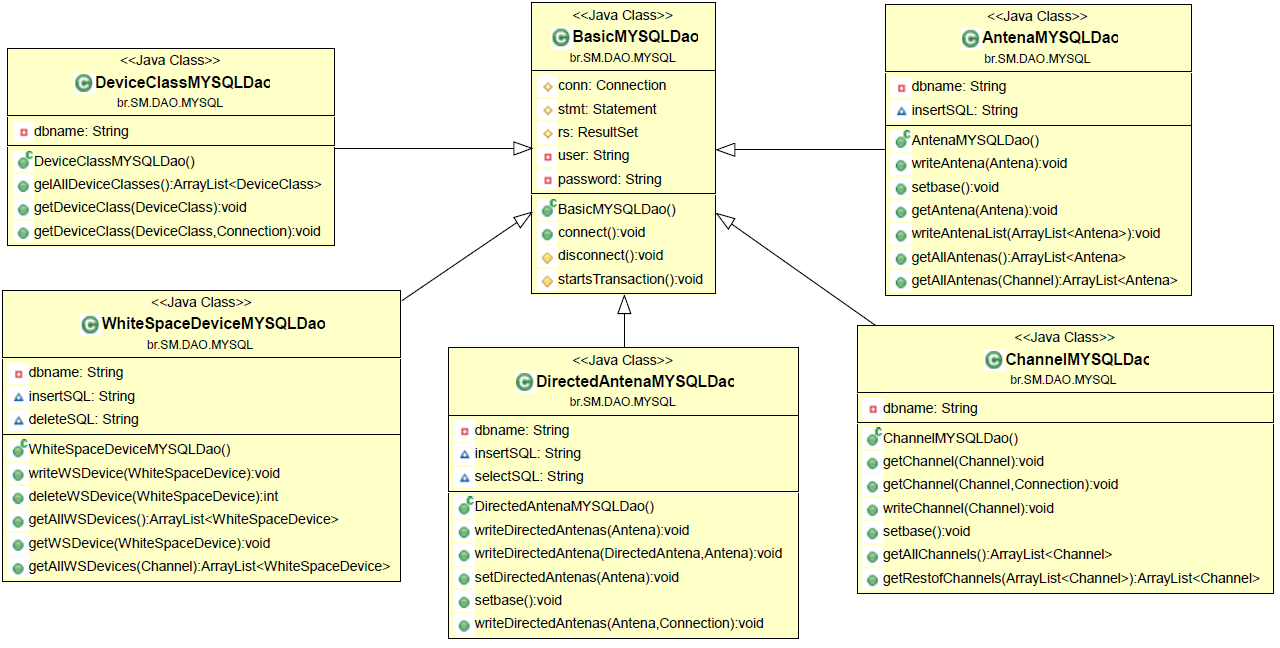 <<Java Class>>
DeviceClassMYSQLDao
br.SM.DAO.MYSQL
dbname: String
DeviceClassMYSQLDao()
gelAllDeviceClasses():ArrayList<DeviceClass>
getDeviceClass(DeviceClass):void
getDeviceClass(DeviceClass,Connection):void
<<Java Class>>
BasicMYSQLDao
br.SM.DAO.MYSQL
conn: Connection
stmt: Statement
rs: ResultSet
user: String
password: String
BasicMYSQLDao()
connect():void
disconnect():void
startsTransaction():void
<<Java Class>>
AntenaMYSQLDao
br.SM.DAO.MYSQL
dbname: String
insertSQL: String
AntenaMYSQLDao()
writeAntena(Antena):void
setbase():void
getAntena(Antena):void
writeAntenaList(ArrayList<Antena>):void
getAllAntenas():ArrayList<Antena>
getAllAntenas(Channel):ArrayList<Antena>
<<Java Class>>
WhiteSpaceDeviceMYSQLDao
br.SM.DAO.MYSQL
dbname: String
insertSQL: String
deleteSQL: String
WhiteSpaceDeviceMYSQLDao()
writeWSDevice(WhiteSpaceDevice):void
deleteWSDevice(WhiteSpaceDevice):int
getAllWSDevices():ArrayList<WhiteSpaceDevice>
getWSDevice(WhiteSpaceDevice):void
getAllWSDevices(Channel):ArrayList<WhiteSpaceDevice>
<<Java Class>>
DirectedAntenaMYSQLDao
br.SM.DAO.MYSQL
dbname: String
insertSQL: String
selectSQL: String
DirectedAntenaMYSQLDao()
writeDirectedAntenas(Antena):void
writeDirectedAntena(DirectedAntena,Antena):void
setDirectedAntenas(Antena):void
setbase():void
writeDirectedAntenas(Antena,Connection):void
<<Java Class>>
ChannelMYSQLDao
br.SM.DAO.MYSQL
dbname: String
ChannelMYSQLDao()
getChannel(Channel):void
getChannel(Channel,Connection):void
writeChannel(Channel):void
setbase():void
getAllChannels():ArrayList<Channel>
getRestofChannels(ArrayList<Channel>):ArrayList<Channel>